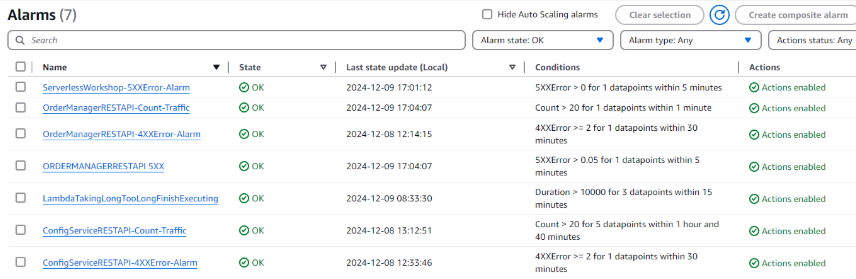 Alarms (7)
Hide Auto Scaling alarms
Clear selection
Create composite alarm
Search
Alarm state: OK
Alarm type: Any
Actions status: Any
Name State Last state update (Local) Conditions Actions
ServerlessWorkshop-5XXError-Alarm OK 2024-12-09 17:01:12 5XXError > 0 for 1 datapoints within 5 minutes Actions enabled
OrderManagerRESTAPI-Count-Traffic OK 2024-12-09 17:04:07 Count > 20 for 1 datapoints within 1 minute Actions enabled
OrderManagerRESTAPI-4XXError-Alarm OK 2024-12-08 12:14:15 4XXError >= 2 for 1 datapoints within 30
minutes Actions enabled
ORDERMANAGERRESTAPI 5XX OK 2024-12-09 17:04:07 5XXError > 0.05 for 1 datapoints within 5
minutes Actions enabled
LambdaTakingLongTooLongFinishExecuting OK 2024-12-09 08:33:30 Duration > 10000 for 3 datapoints within 15
minutes Actions enabled
ConfigServiceRESTAPI-Count-Traffic OK 2024-12-08 13:12:51 Count > 20 for 5 datapoints within 1 hour and
40 minutes Actions enabled
ConfigServiceRESTAPI-4XXError-Alarm OK 2024-12-08 12:33:46 4XXError >= 2 for 1 datapoints within 30
minutes Actions enabled